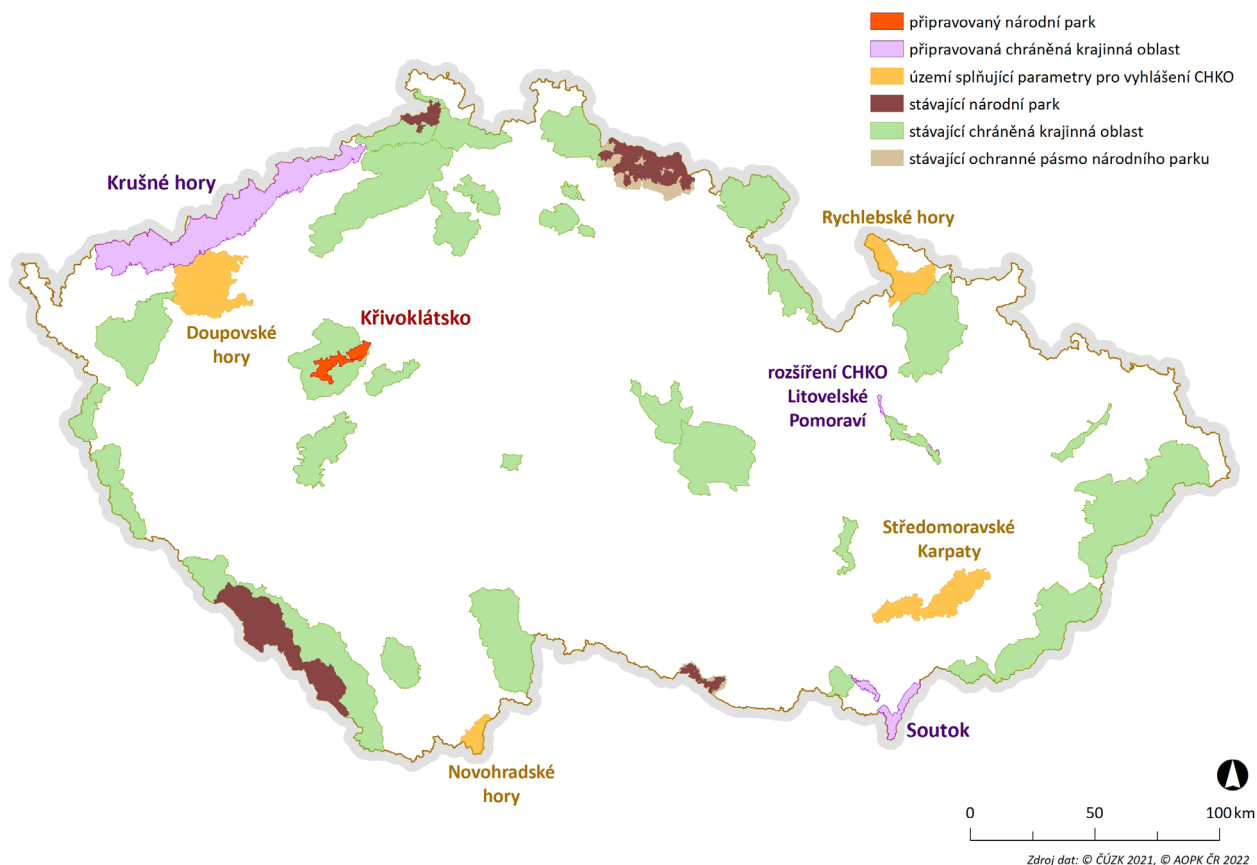 připravovaný národní park
připravovaná chráněná krajinná oblast
území splňující parametry pro vyhlášení CHKO
stávající národní park
stávající chráněná krajinná oblast
stávající ochranné pásmo národního parku
Krušné hory
Rychlebské hory
Doupovské
hory
Křivoklátsko
rozšíření CHKO
Litovelské
Pomoraví
Středomoravské
Karpaty
Soutok
Novohradské
hory
0 50 100 km
Zdroj dat: © ČÚZK 2021, © AOPK ČR 2022